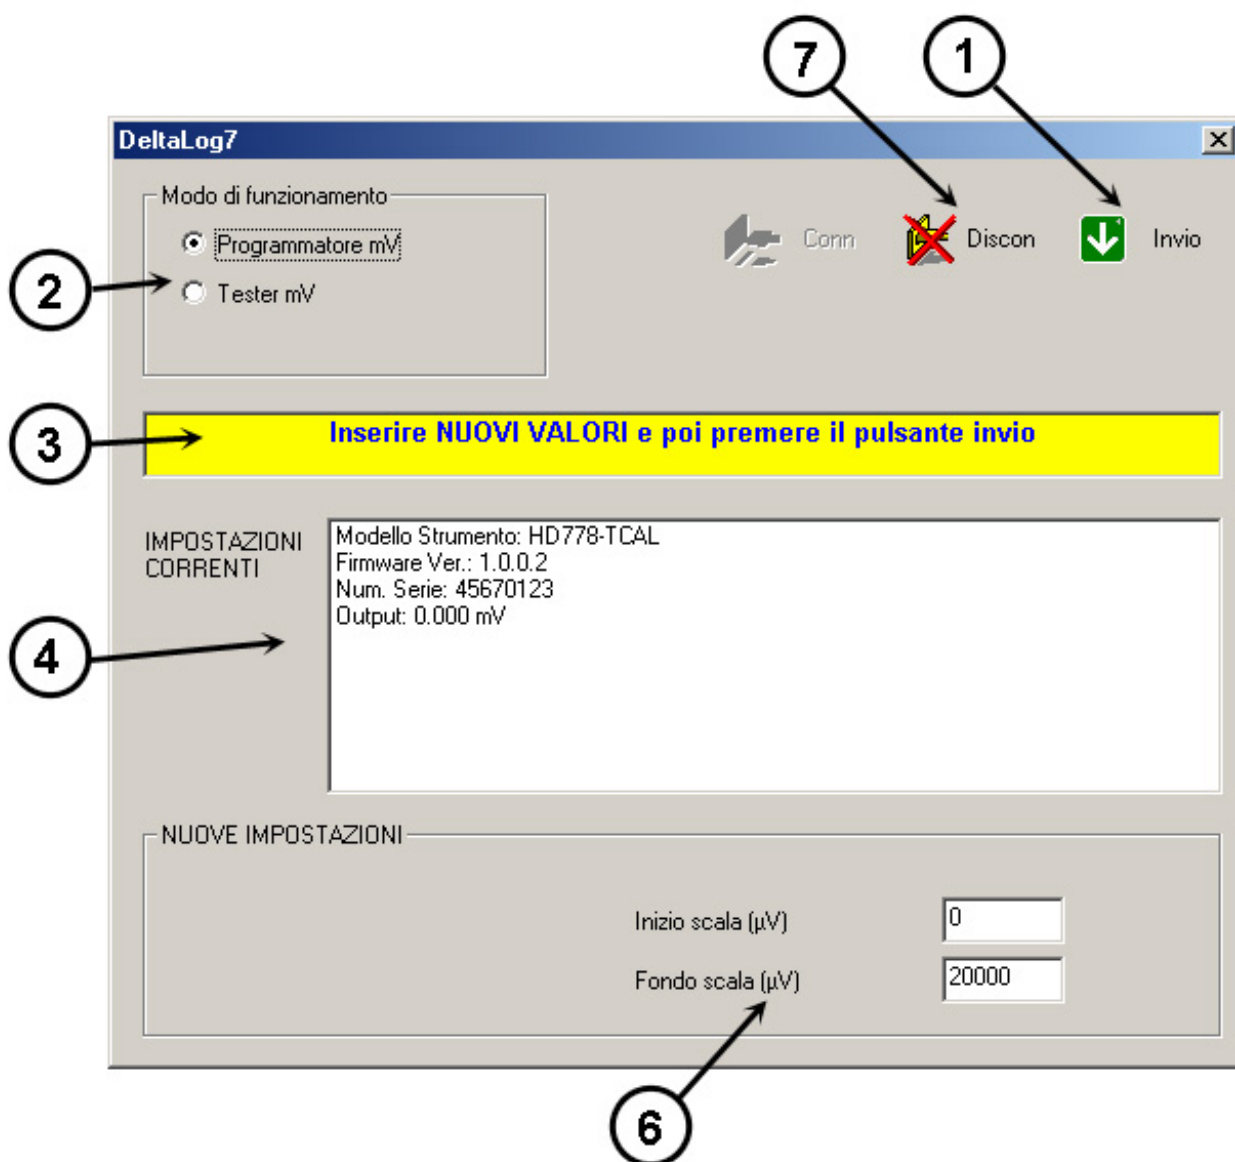 7 1
DeltaLog7
Modo di funzionamento
Programmatore mV
Conn Discon Invio
2
Tester mV
3
Inserire NUOVI VALORI e poi premere il pulsante invio
IMPOSTAZIONI
CORRENTI
Modello Strumento: HD778-TCAL
Firmware Ver.: 1.0.0.2
Num. Serie: 45670123
Output: 0.000 mV
4
NUOVE IMPOSTAZIONI
Inizio scala (µV) 0
Fondo scala (µV) 20000
6